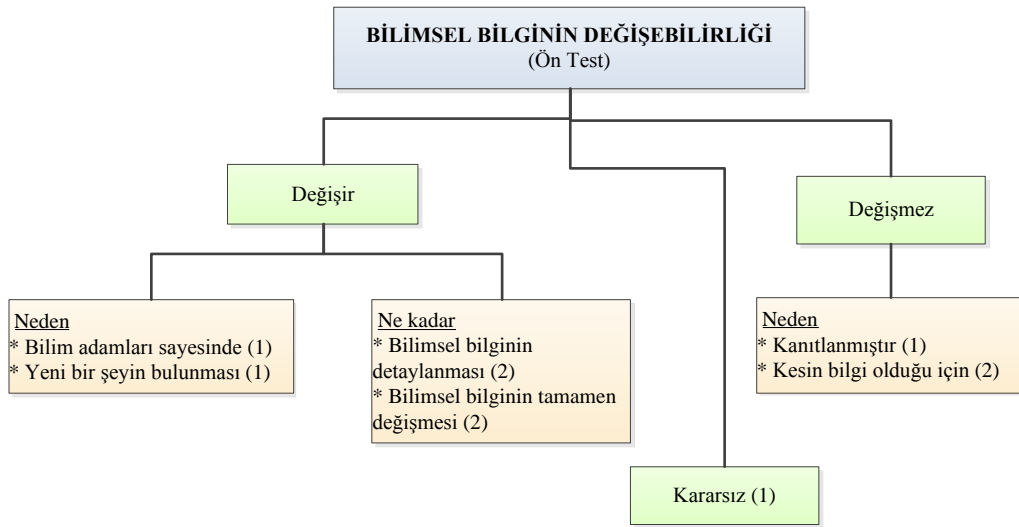 BİLİMSEL BİLGİNİN DEĞİŞEBİLİRLİĞİ
(Ön Test)
Değişir
Değişmez
Neden
* Bilim adamları sayesinde (1)
* Yeni bir şeyin bulunması (1)
Ne kadar
* Bilimsel bilginin
detaylanması (2)
* Bilimsel bilginin tamamen
değişmesi (2)
Neden
* Kanıtlanmıştır (1)
* Kesin bilgi olduğu için (2)
Kararsız (1)